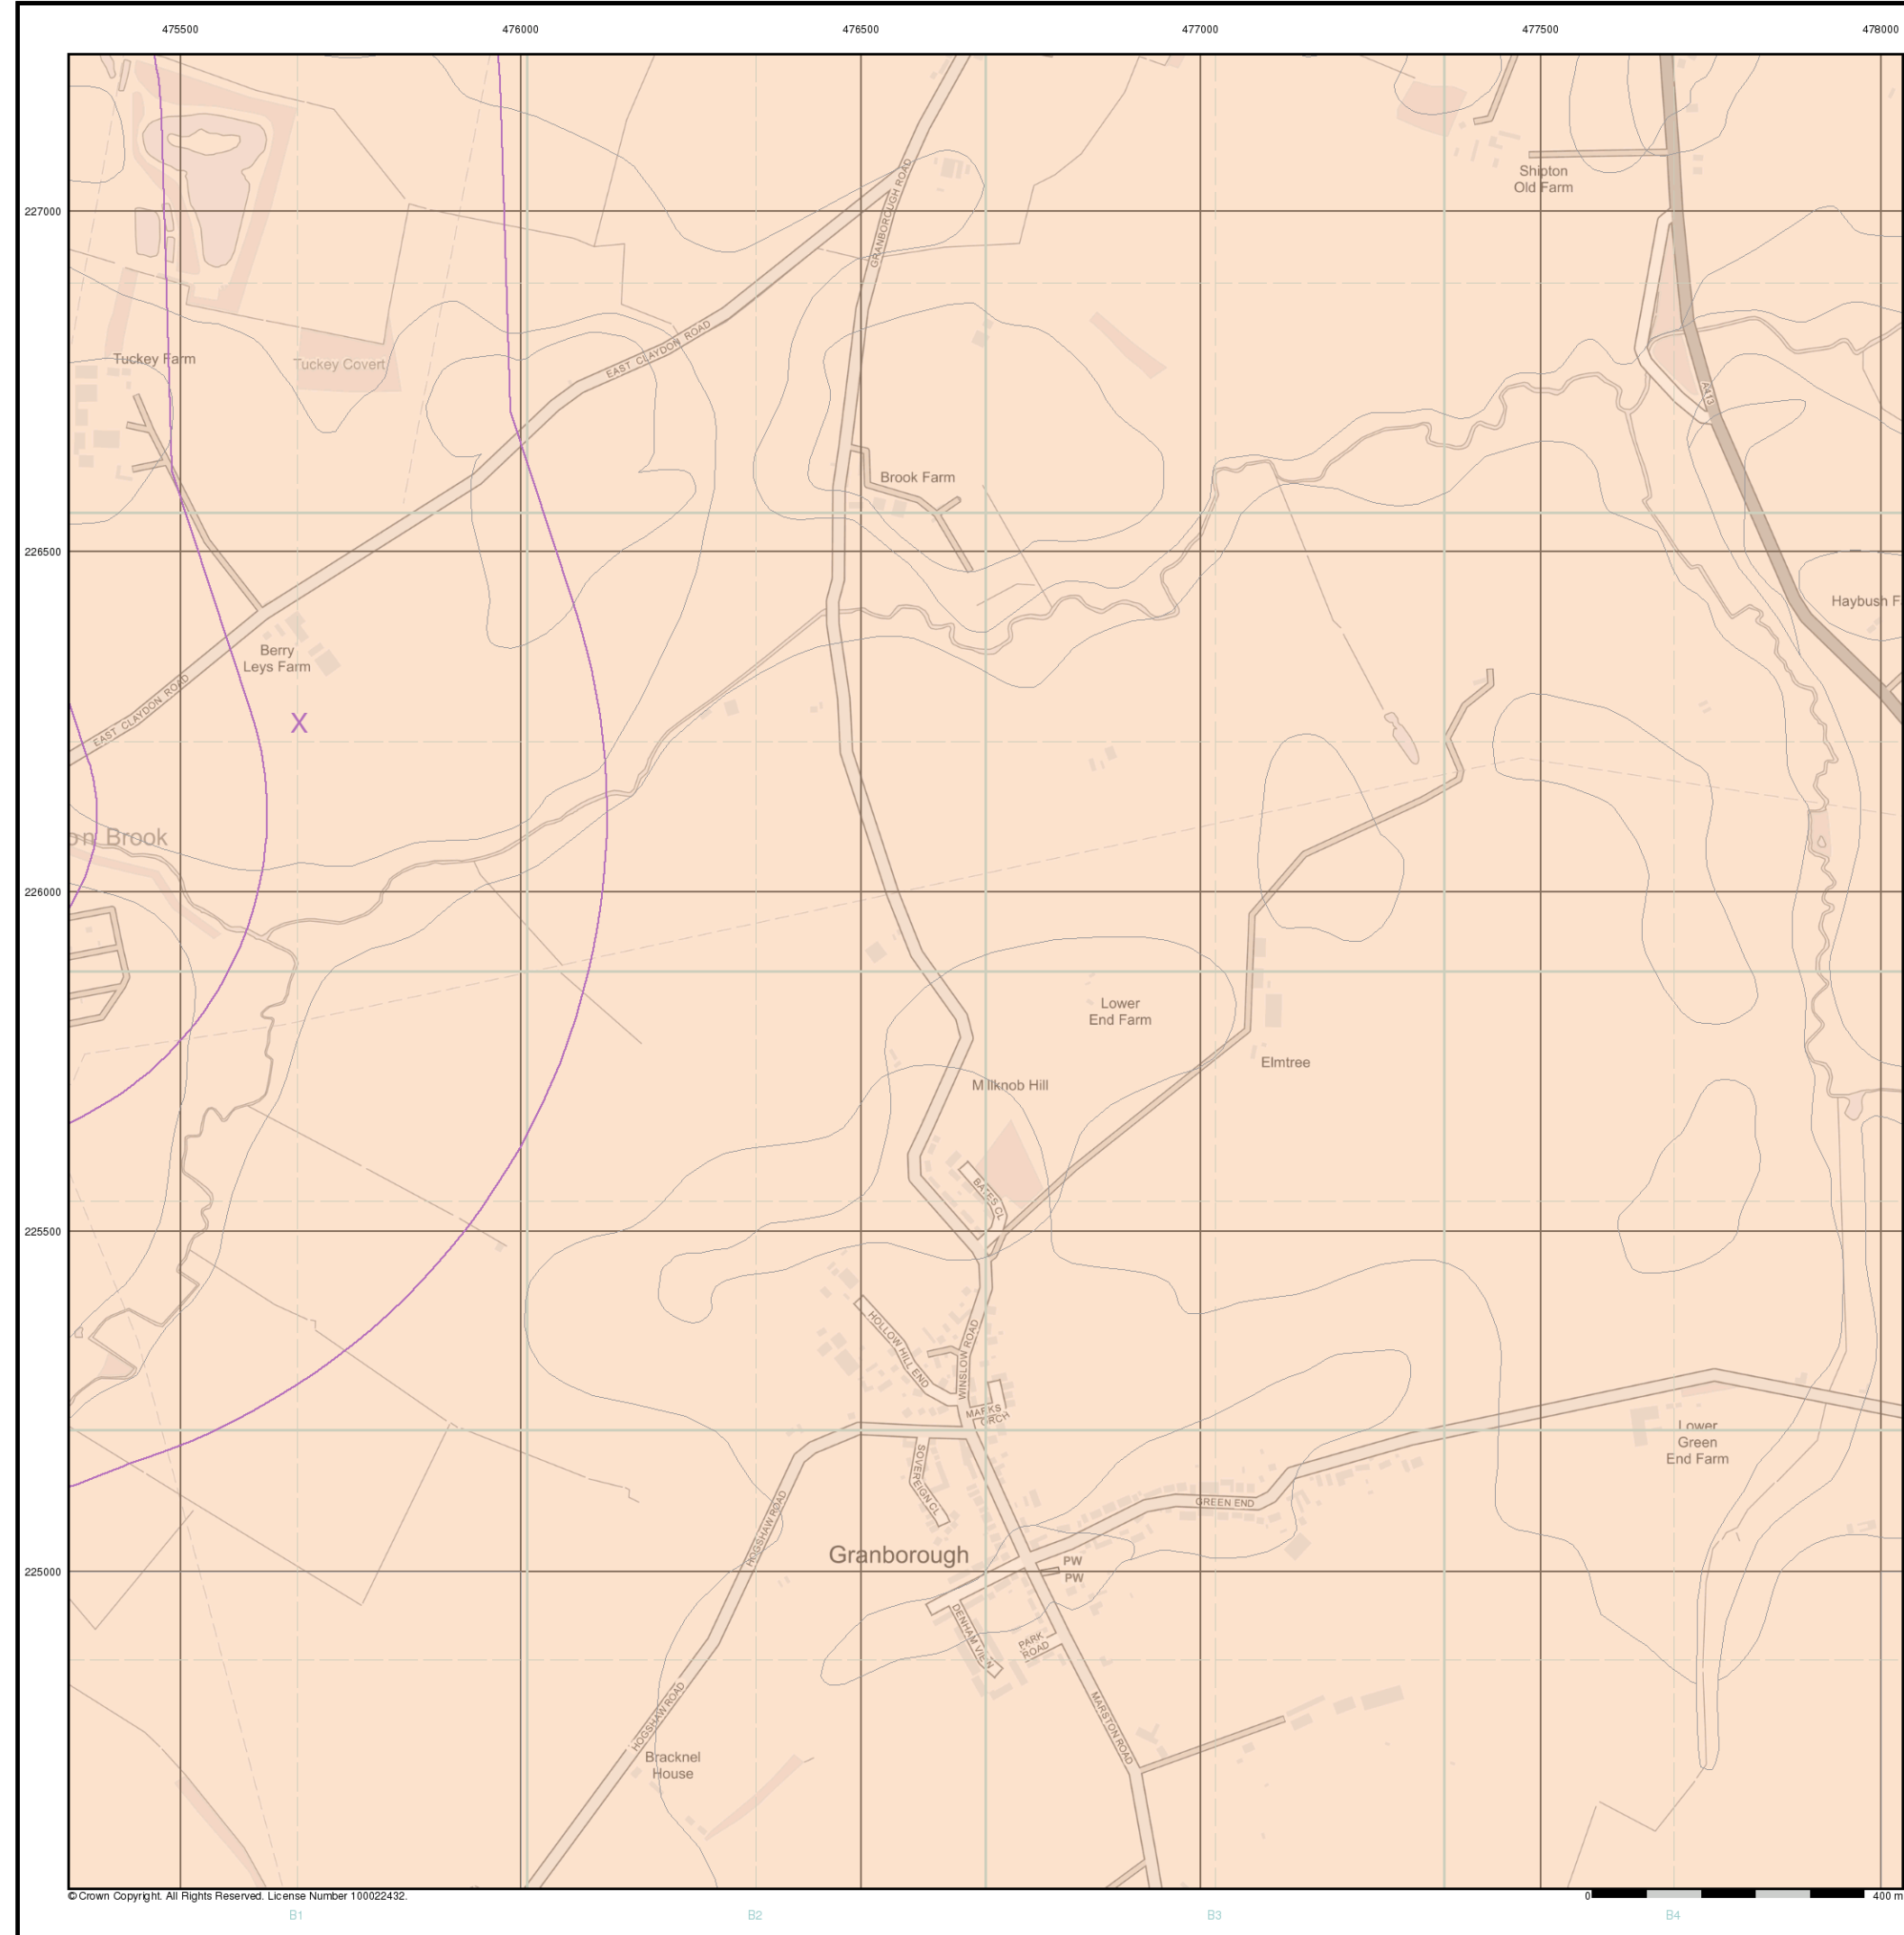 475500 476000 476500 477000 477500 478000
GRANBOROUGH ROAD
Shipton
Old Farm
227000
EAST CLAYDON ROAD
Tuckey Farm
Tuckey Covert
A413
Brook Farm
226500
Haybush F
Berry
Leys Farm
EAST CLAYDON ROAD
X
on Brook
226000
Lower
End Farm
Elmtree
Millknob Hill
BATES CL
225500
HOLLOW HILL END
WINSLOW ROAD
MARKS
ORCH
Lower
Green
End Farm
SOVEREIGN CL
HOGSHAW ROAD
GREEN END
Granborough
PW
PW
225000
DENHAM VIEW
PARK
ROAD
HOGSHAW ROAD
MARSTON ROAD
Bracknel
House
© Crown Copyright. All Rights Reserved. License Number 100022432.
0 400 m
B1 B2 B3 B4